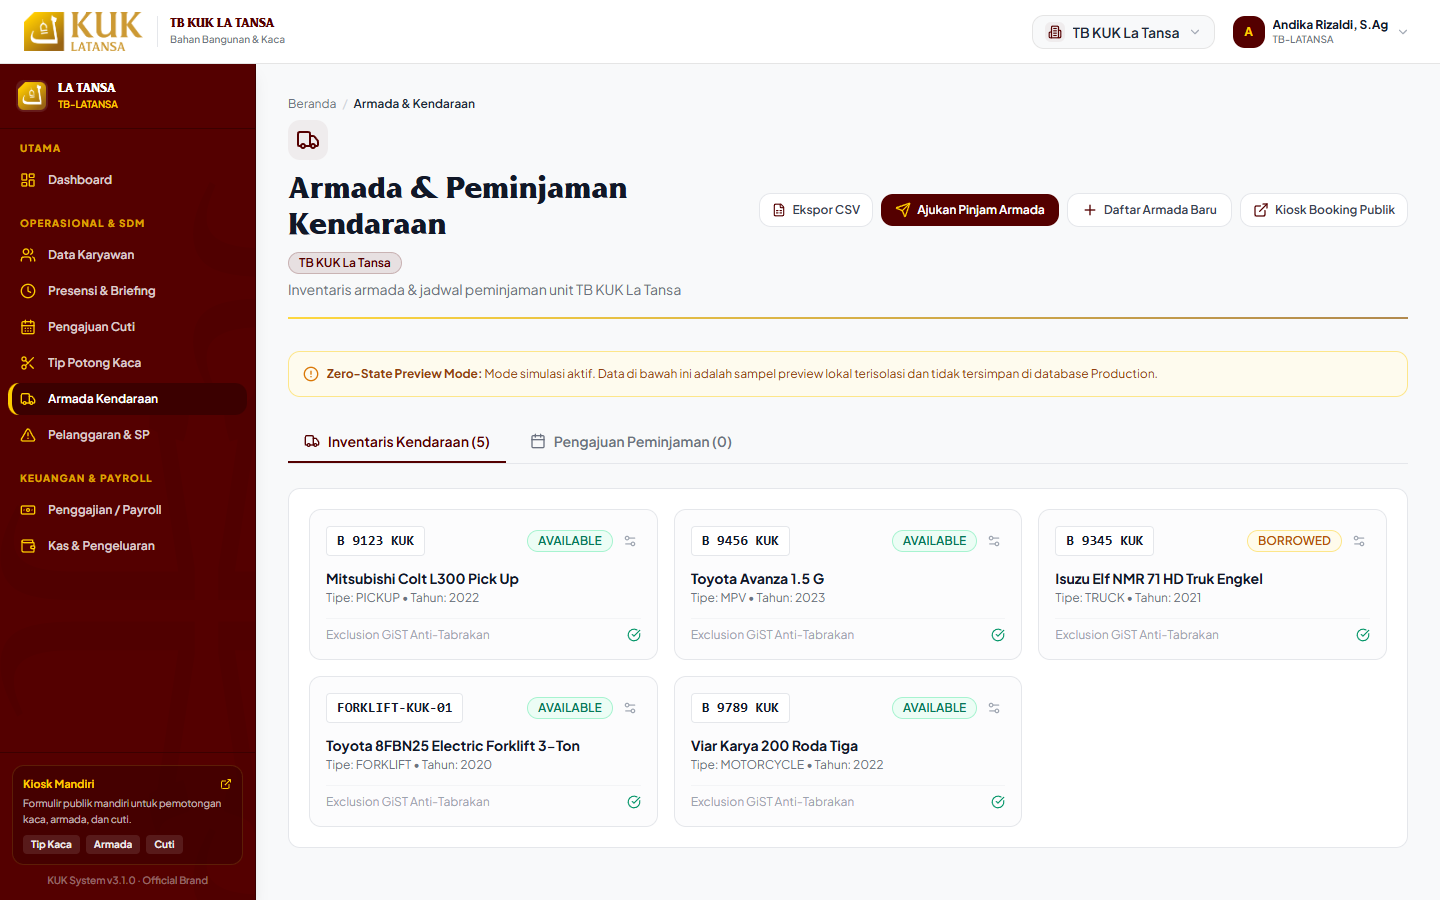 KUK
LATANSA
TB KUK LA TANSA
Bahan Bangunan & Kaca
TB KUK La Tansa
A
Andika Rizaldi, S.Ag
TB-LATANSA
LA TANSA
TB-LATANSA
UTAMA
Dashboard
OPERASIONAL & SDM
Data Karyawan
Presensi & Briefing
Pengajuan Cuti
Tip Potong Kaca
Armada Kendaraan
Pelanggaran & SP
KEUANGAN & PAYROLL
Penggajian / Payroll
Kas & Pengeluaran
Kiosk Mandiri
Formulir publik mandiri untuk pemotongan
kaca, armada, dan cuti.
Tip Kaca
Armada
Cuti
KUK System v3.1.0 · Official Brand
Beranda / Armada & Kendaraan
Armada & Peminjaman
Kendaraan
TB KUK La Tansa
Inventaris armada & jadwal peminjaman unit TB KUK La Tansa
Ekspor CSV
Ajukan Pinjam Armada
Daftar Armada Baru
Kiosk Booking Publik
Zero-State Preview Mode: Mode simulasi aktif. Data di bawah ini adalah sampel preview lokal terisolasi dan tidak tersimpan di database Production.
Inventaris Kendaraan (5)
Pengajuan Peminjaman (0)
B 9123 KUK
AVAILABLE
Mitsubishi Colt L300 Pick Up
Tipe: PICKUP • Tahun: 2022
Exclusion GiST Anti-Tabrakan
B 9456 KUK
AVAILABLE
Toyota Avanza 1.5 G
Tipe: MPV • Tahun: 2023
Exclusion GiST Anti-Tabrakan
B 9345 KUK
BORROWED
Isuzu Elf NMR 71 HD Truk Engkel
Tipe: TRUCK • Tahun: 2021
Exclusion GiST Anti-Tabrakan
FORKLIFT-KUK-01
AVAILABLE
Toyota 8FBN25 Electric Forklift 3-Ton
Tipe: FORKLIFT • Tahun: 2020
Exclusion GiST Anti-Tabrakan
B 9789 KUK
AVAILABLE
Viar Karya 200 Roda Tiga
Tipe: MOTORCYCLE • Tahun: 2022
Exclusion GiST Anti-Tabrakan